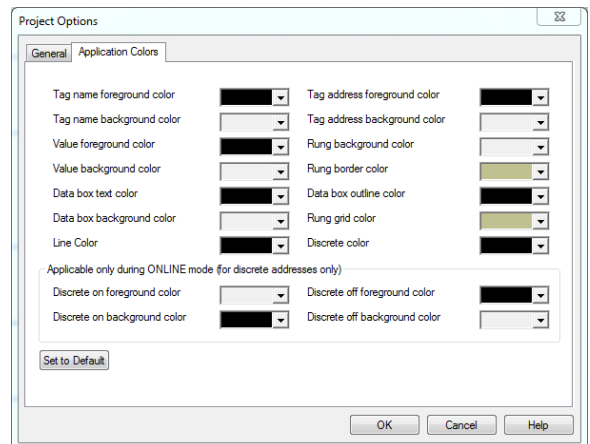 Project Options
General Application Colors
Tag name foreground color Tag address foreground color
Tag name background color Tag address background color
Value foreground color Rung background color
Value background color Rung border color
Data box text color Data box outline color
Data box background color Rung grid color
Line Color Discrete color
Applicable only during ONLINE mode (for discrete addresses only)
Discrete on foreground color Discrete off foreground color
Discrete on background color Discrete off background color
Set to Default
OK Cancel Help